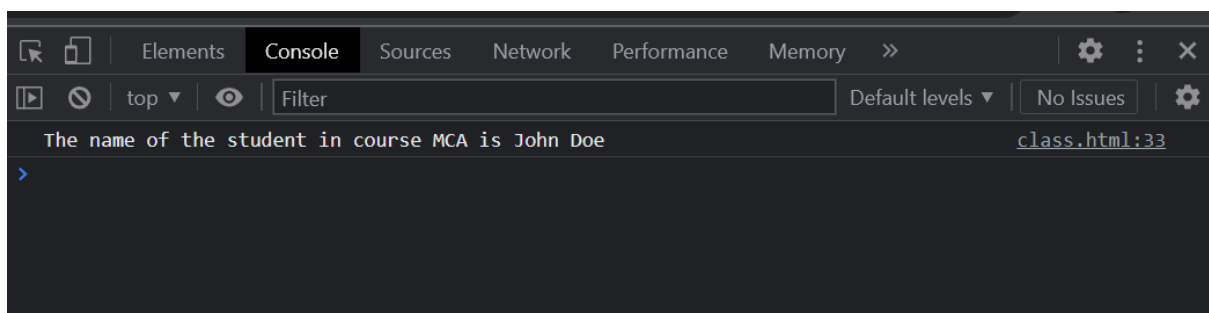 Elements Console Sources Network Performance Memory »
top ▼ Filter Default levels ▼ No Issues
The name of the student in course MCA is John Doe class.html:33
>